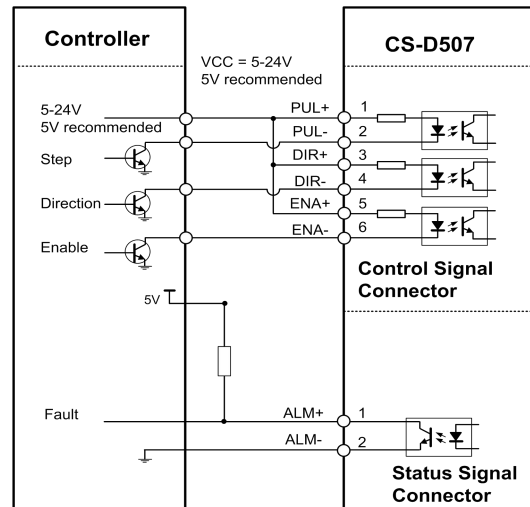 Controller
CS-D507
VCC = 5-24V
5V recommended
5-24V
5V recommended
Step
Direction
Enable
PUL+ 1
PUL- 2
DIR+ 3
DIR- 4
ENA+ 5
ENA- 6
Control Signal
Connector
5V
Fault
ALM+ 1
ALM- 2
Status Signal
Connector